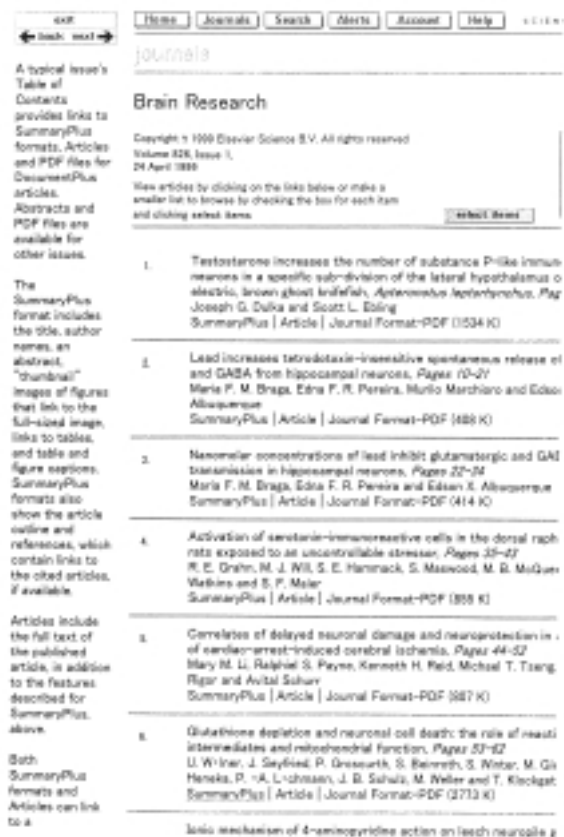 exit
back next
A typical issue's
Table of
Contents
provides links to
SummaryPlus
formats, Articles
and PDF files for
DocumentPlus
articles.
Abstracts and
PDF files are
available for
other issues.
The
SummaryPlus
format includes
the title, author
names, an
abstract,
"thumbnail"
images of figures
that link to the
full-sized image,
links to tables,
and table and
figure captions.
SummaryPlus
formats also
show the article
outline and
references, which
contain links to
the cited articles,
if available.
Articles include
the full text of
the published
article, in addition
to the features
described for
SummaryPlus,
above.
Both
SummaryPlus
formats and
Articles can link
to a
Home Journals Search Alerts Account Help SCIEN
journals
Brain Research
Copyright © 1999 Elsevier Science B.V. All rights reserved
Volume 826, Issue 1,
24 April 1999
View articles by clicking on the links below or make a
smaller list to browse by checking the box for each item
and clicking select items.
select items
1. Testosterone increases the number of substance P-like immun
neurons in a specific sub-division of the lateral hypothalamus o
electric, brown ghost knifefish, Apteronotus leptorhynchus, Pag
Joseph G. Dulka and Scott L. Ebling
SummaryPlus | Article | Journal Format-PDF (1534 K)
2. Lead increases tetrodotoxin-insensitive spontaneous release of
and GABA from hippocampal neurons, Pages 10-21
Maria F. M. Braga, Edna F. R. Pereira, Murilo Marchioro and Edson
Albuquerque
SummaryPlus | Article | Journal Format-PDF (408 K)
3. Nanomolar concentrations of lead inhibit glutamatergic and GAB
transmission in hippocampal neurons, Pages 22-34
Maria F. M. Braga, Edna F. R. Pereira and Edson X. Albuquerque
SummaryPlus | Article | Journal Format-PDF (414 K)
4. Activation of serotonin-immunoreactive cells in the dorsal raph
rats exposed to an uncontrollable stressor, Pages 35-43
R. E. Grahn, M. J. Will, S. E. Hammack, S. Maswood, M. B. McQuee
Watkins and S. F. Maier
SummaryPlus | Article | Journal Format-PDF K)
5. Correlates of delayed neuronal damage and neuroprotection in
of cardiac-arrest-induced cerebral ischemia, Pages 44-52
Mary M. Li, Ralphiel S. Payne, Kenneth H. Reid, Michael T. Tseng,
Rigor and Avital Schurr
SummaryPlus | Article | Journal Format-PDF (807 K)
6. Glutathione depletion and neuronal cell death: the role of reacti
intermediates and mitochondrial function, Pages 53-62
U. W·llner, J. Seyfried, P. Groscurth, S. Beinroth, S. Winter, M. Gl
Heneka, P. -A. L·schmann, J. B. Schulz, M. Weller and T. Klockget
SummaryPlus | Article | Journal Format-PDF (2773 K)
Ionic mechanism of 4-aminopyridine action on leech neuropile g